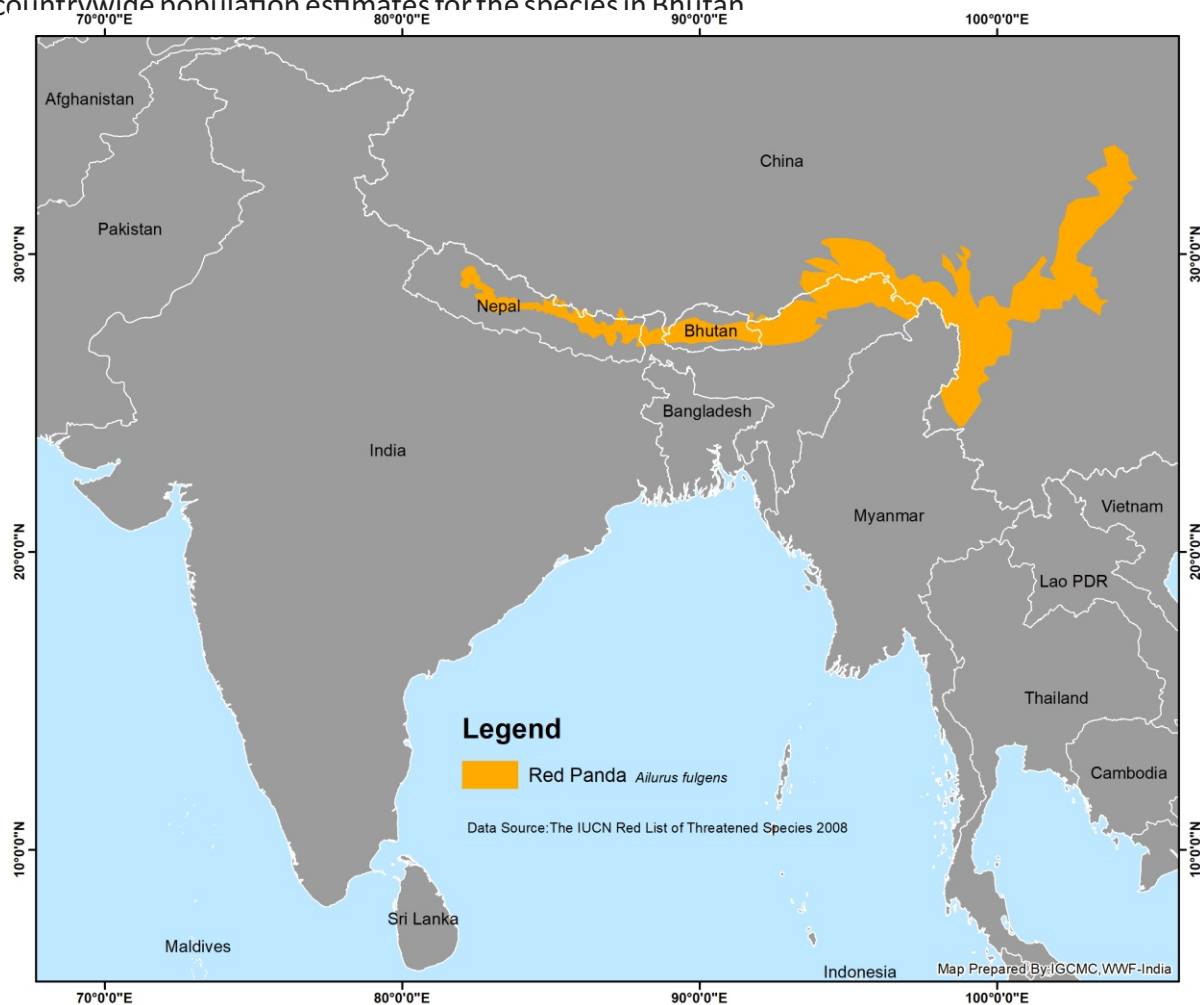 countrywide population estimates for the species in Bhutan
70°0'0"E 80°0'0"E 90°0'0"E 100°0'0"E
Afghanistan
China
Pakistan
30°0'0"N 30°0'0"N
Nepal
Bhutan
Bangladesh
India
Vietnam
Myanmar
20°0'0"N 20°0'0"N
Lao PDR
Thailand
Legend
Red Panda Ailurus fulgens
Cambodia
Data Source:The IUCN Red List of Threatened Species 2008
10°0'0"N 10°0'0"N
Sri Lanka
Maldives
Indonesia
Map Prepared By:IGCMC,WWF-India
70°0'0"E 80°0'0"E 90°0'0"E 100°0'0"E